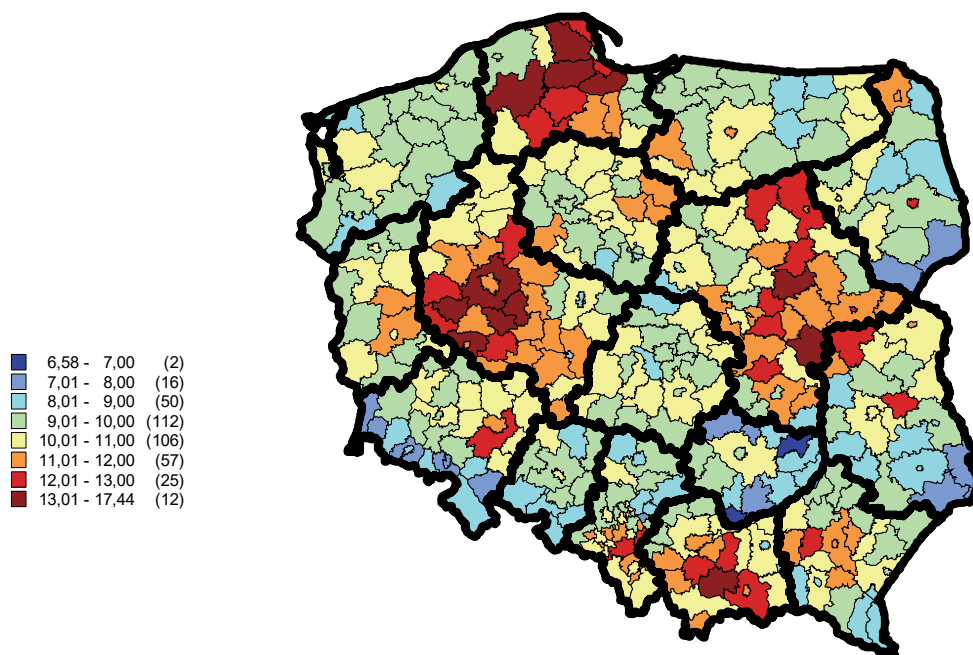 6,58 - 7,00 (2)
7,01 - 8,00 (16)
8,01 - 9,00 (50)
9,01 - 10,00 (112)
10,01 - 11,00 (106)
11,01 - 12,00 (57)
12,01 - 13,00 (25)
13,01 - 17,44 (12)